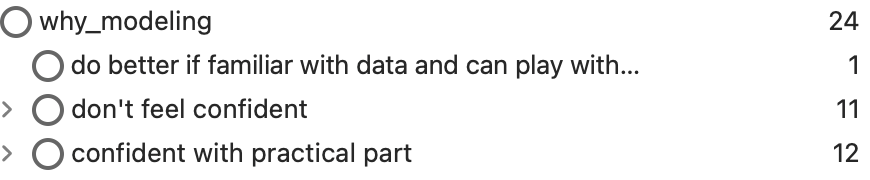 why_modeling 24
do better if familiar with data and can play with... 1
don't feel confident 11
confident with practical part 12